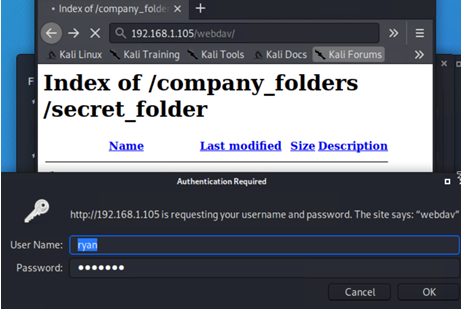 Index of /company_folder
192.168.1.105/webdav/
Kali Linux Kali Training Kali Tools Kali Docs Kali Forums
Index of /company_folders
/secret_folder
Name Last modified Size Description
Authentication Required
http://192.168.1.105 is requesting your username and password. The site says: “webdav”
User Name: ryan
Password: •••••••
Cancel OK